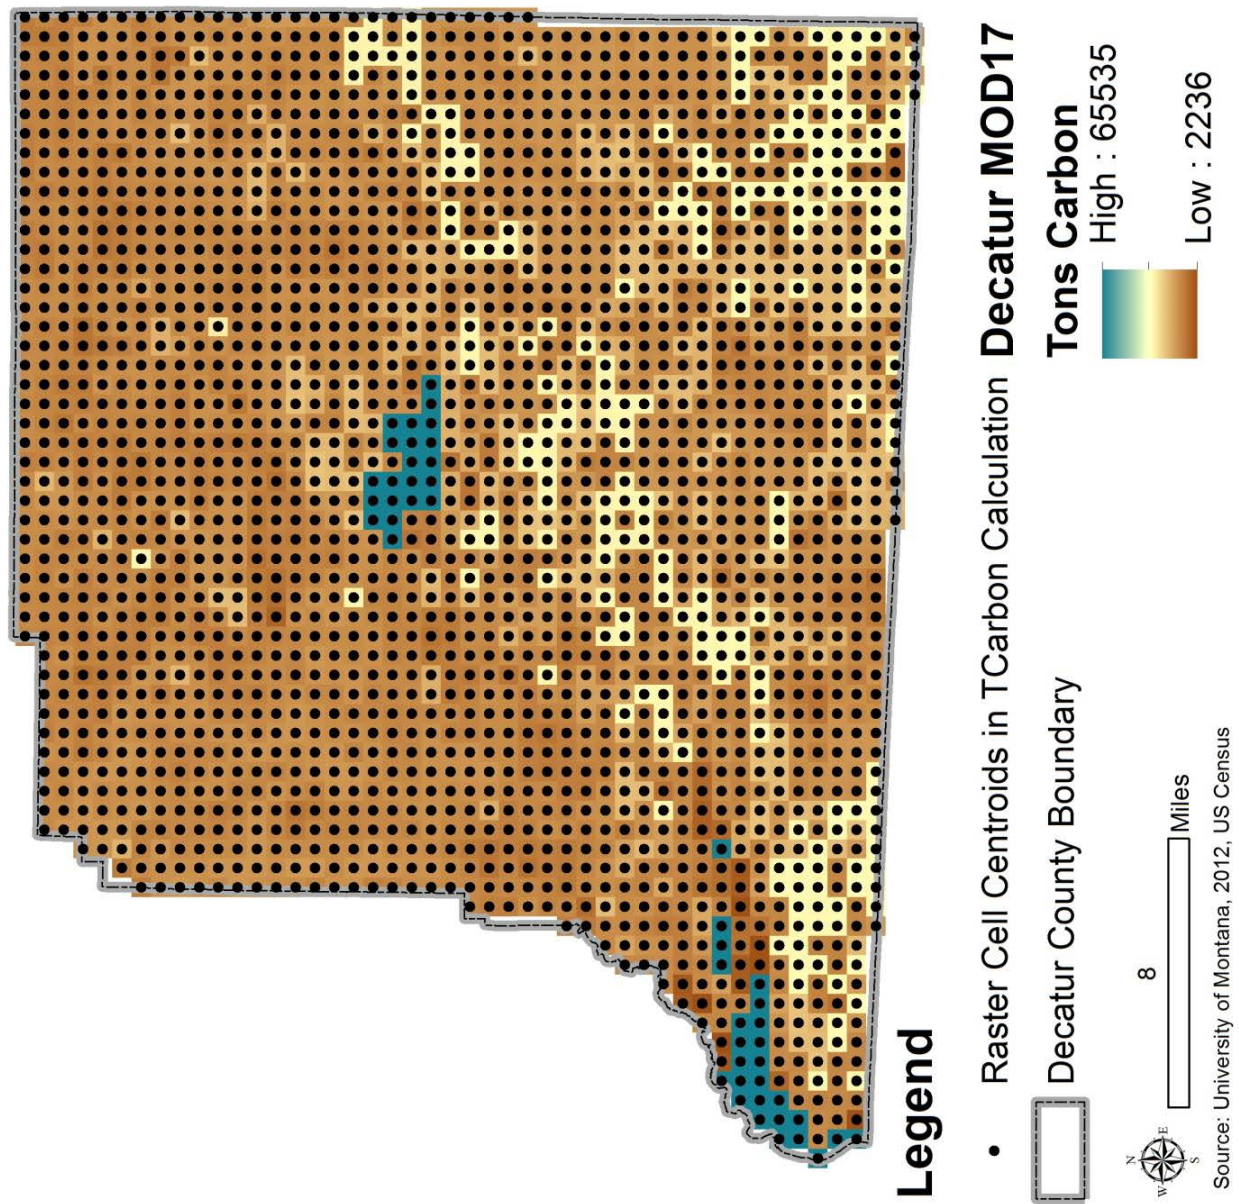 Legend
Raster Cell Centroids in TCarbon Calculation
Decatur County Boundary
Decatur MOD17
Tons Carbon
High : 65535
Low : 2236
N
W E
S
8
Miles
Source: University of Montana, 2012, US Census